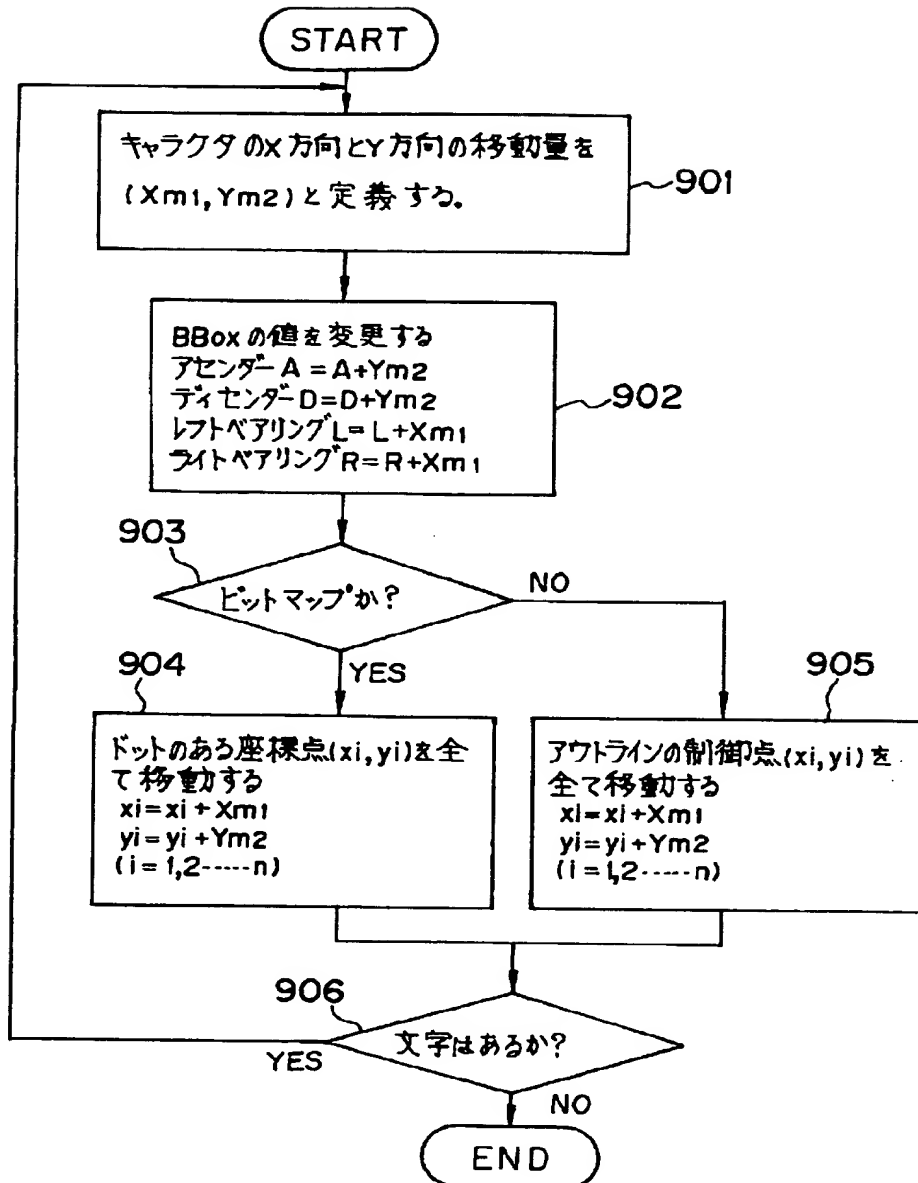 START
キャラクタのX方向とY方向の移動量を
(Xm1,Ym2)と定義する。
901
BBoxの値を変更する
アセンダーA=A+Ym2
ディセンダーD=D+Ym2
レフトベアリングL=L+Xm1
ライトベアリングR=R+Xm1
902
903
ビットマップか?
NO
YES
904
ドットのある座標点(xi,yi)を全
て移動する
xi=xi+Xm1
yi=yi+Ym2
(i=1,2-----n)
905
アウトラインの制御点(xi,yi)を
全て移動する
xi=xi+Xm1
yi=yi+Ym2
(i=1,2-----n)
906
文字はあるか?
YES
NO
END